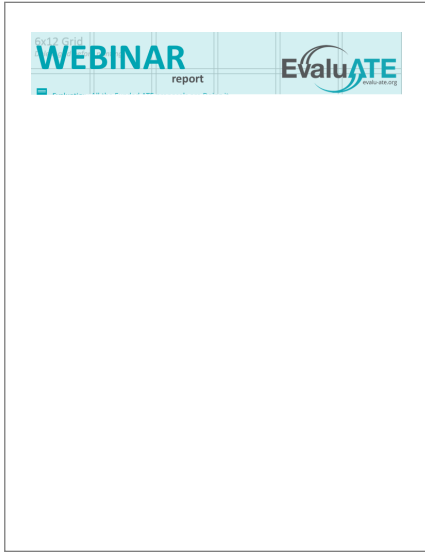 6x12 Grid
WEBINAR
report
EvaluATE
evalu-ate.org